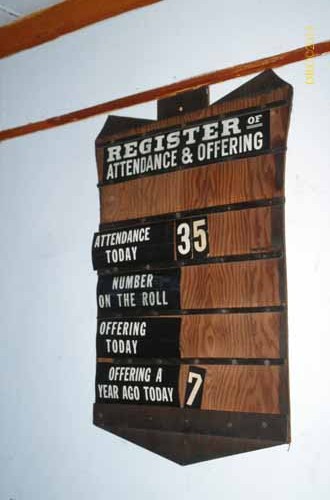 REGISTER OF
ATTENDANCE & OFFERING
ATTENDANCE
TODAY
35
NUMBER
ON THE ROLL
OFFERING
TODAY
OFFERING A
YEAR AGO TODAY
7